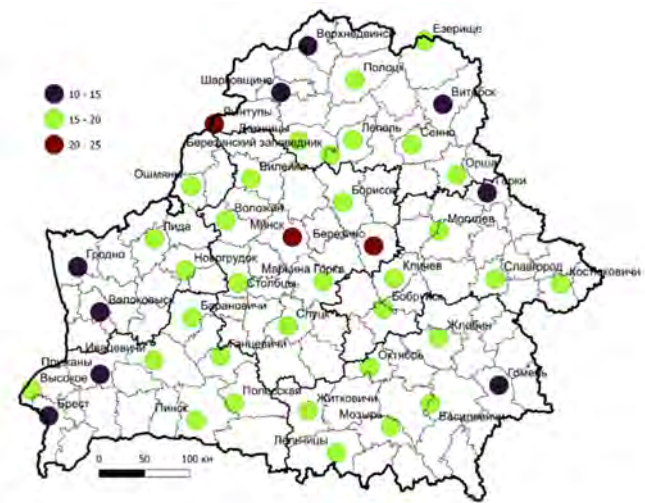 Езерище
Верхнедвинск
Полоцк
Шарковщина
10 - 15
15 - 20
20 - 25
Витебск
Лынтупы
Докшицы
Лепель
Сенно
Березинский заповедник
Орша
Вилейка
Горки
Ошмяны
Борисов
Воложин
Минск
Березино
Могилев
Лида
Гродно
Новогрудок
Марьина Горка
Кличев
Славгород
Костюковичи
Столбцы
Волковыск
Барановичи
Бобруйск
Слуцк
Жлобин
Ивацевичи
Ганцевичи
Пружаны
Октябрь
Высокое
Гомель
Полесская
Брест
Житковичи
Пинск
Мозырь
Василевичи
Лельчицы
0 50 100 км